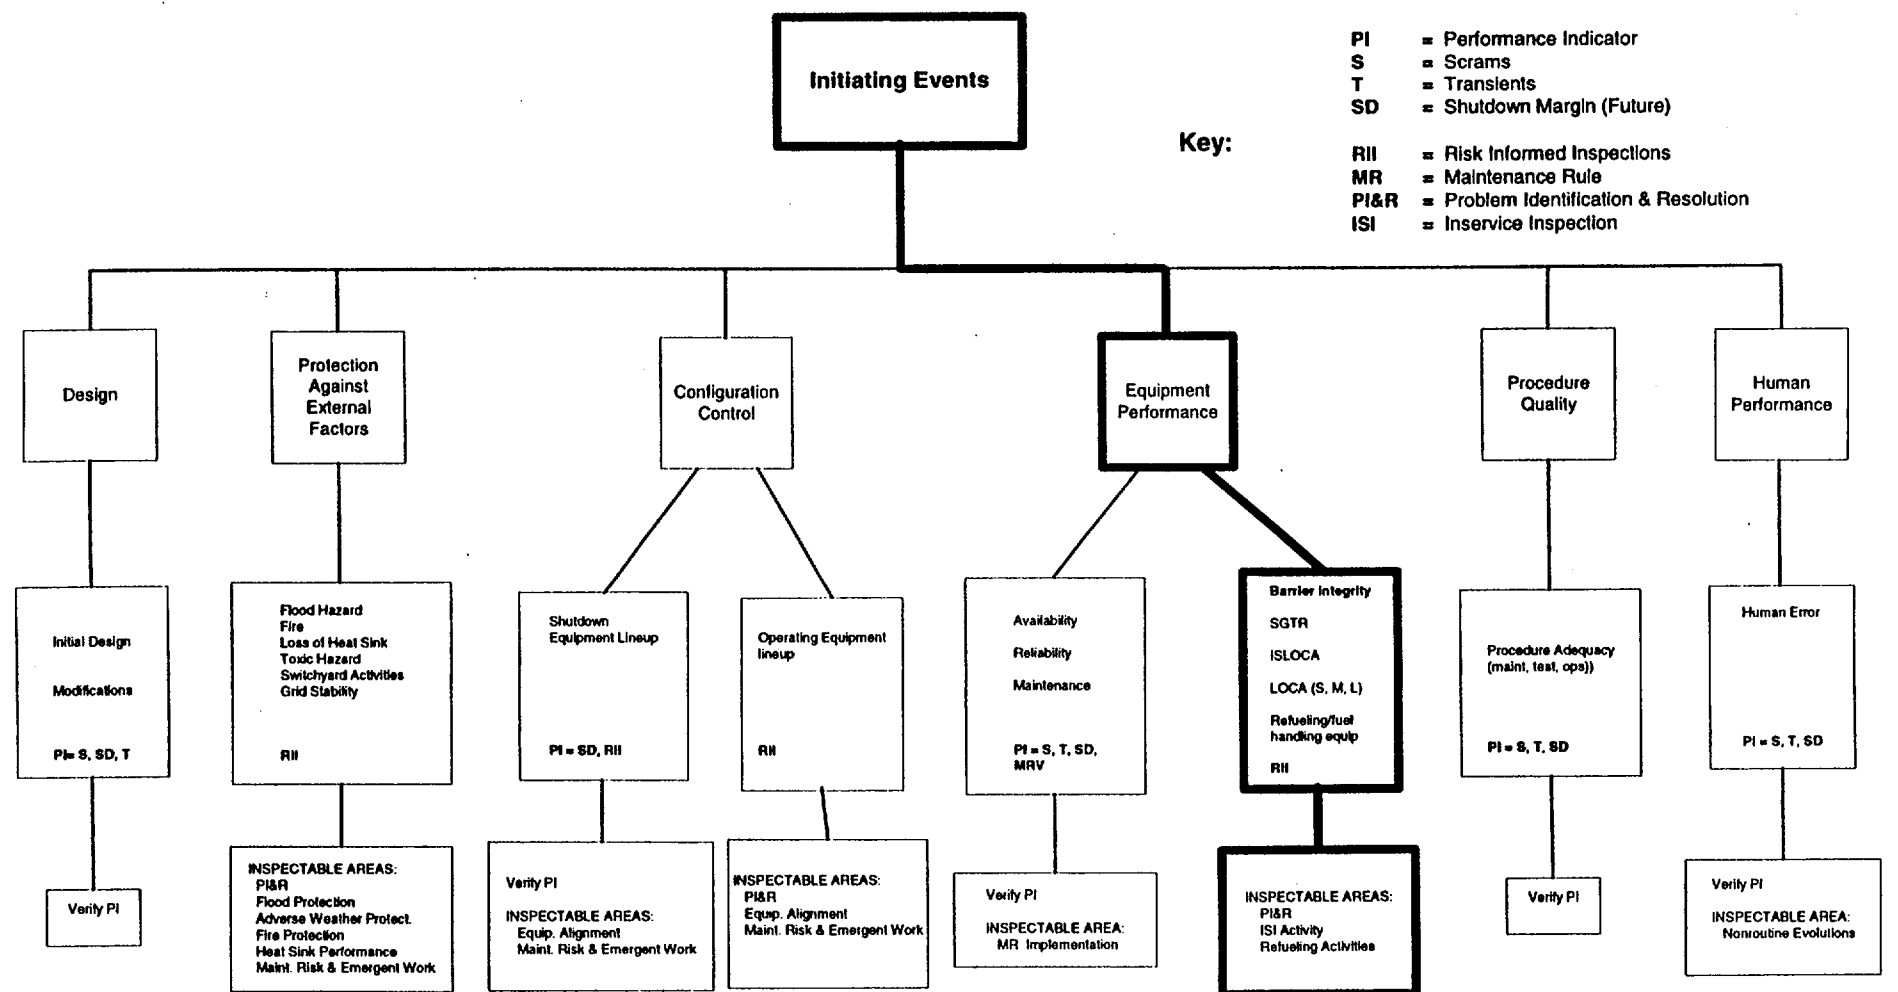 Initiating Events
Key:
PI = Performance Indicator
S = Scrams
T = Transients
SD = Shutdown Margin (Future)
RII = Risk Informed Inspections
MR = Maintenance Rule
PI&R = Problem Identification & Resolution
ISI = Inservice Inspection
Design
Protection
Against
External
Factors
Configuration
Control
Equipment
Performance
Procedure
Quality
Human
Performance
Initial Design
Modifications
PI= S, SD, T
Flood Hazard
Fire
Loss of Heat Sink
Toxic Hazard
Switchyard Activities
Grid Stability
RII
Shutdown
Equipment Lineup
PI = SD, RII
Operating Equipment
lineup
RII
Availability
Reliability
Maintenance
PI = S, T, SD,
MRV
Barrier Integrity
SGTR
ISLOCA
LOCA (S, M, L)
Refueling/fuel
handling equip
RII
Procedure Adequacy
(maint, test, ops))
PI = S, T, SD
Human Error
PI = S, T, SD
Verify PI
INSPECTABLE AREAS:
PI&R
Flood Protection
Adverse Weather Protect.
Fire Protection
Heat Sink Performance
Maint. Risk & Emergent Work
Verify PI
INSPECTABLE AREAS:
Equip. Alignment
Maint. Risk & Emergent Work
INSPECTABLE AREAS:
PI&R
Equip. Alignment
Maint. Risk & Emergent Work
Verify PI
INSPECTABLE AREA:
MR Implementation
INSPECTABLE AREAS:
PI&R
ISI Activity
Refueling Activities
Verify PI
Verify PI
INSPECTABLE AREA:
Nonroutine Evolutions